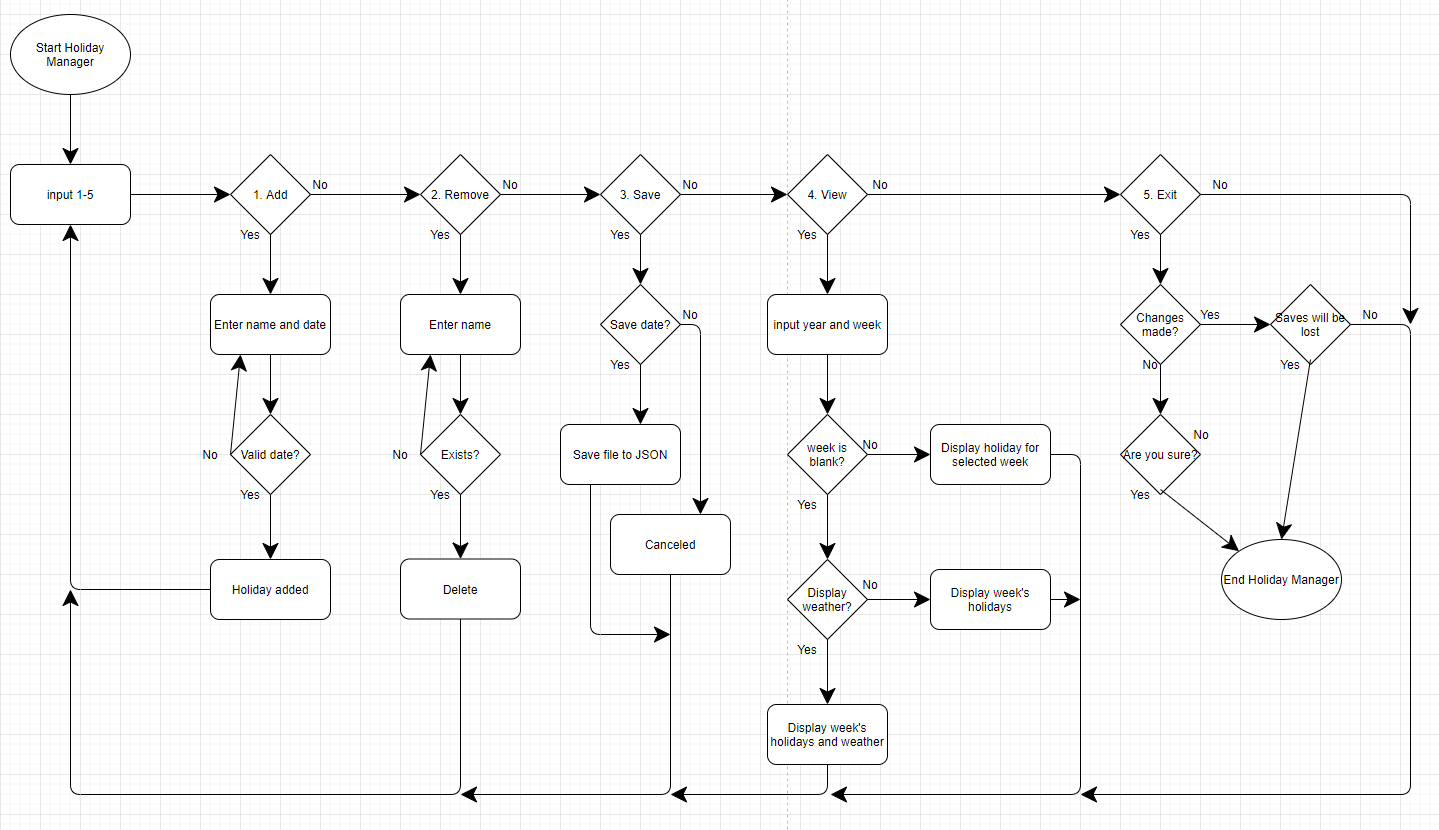 Start Holiday
Manager
input 1-5
1. Add
No
2. Remove
No
3. Save
No
4. View
No
5. Exit
No
Yes
Yes
Yes
Yes
Yes
Enter name and date
Enter name
Save date?
No
input year and week
Changes
made?
Yes
Saves will be
lost
No
Yes
No
Yes
No
Valid date?
No
Exists?
Save file to JSON
week is
blank?
No
Display holiday for
selected week
Are you sure?
No
Yes
Yes
Yes
Yes
Canceled
Holiday added
Delete
Display
weather?
No
Display week's
holidays
End Holiday Manager
Yes
Display week's
holidays and weather